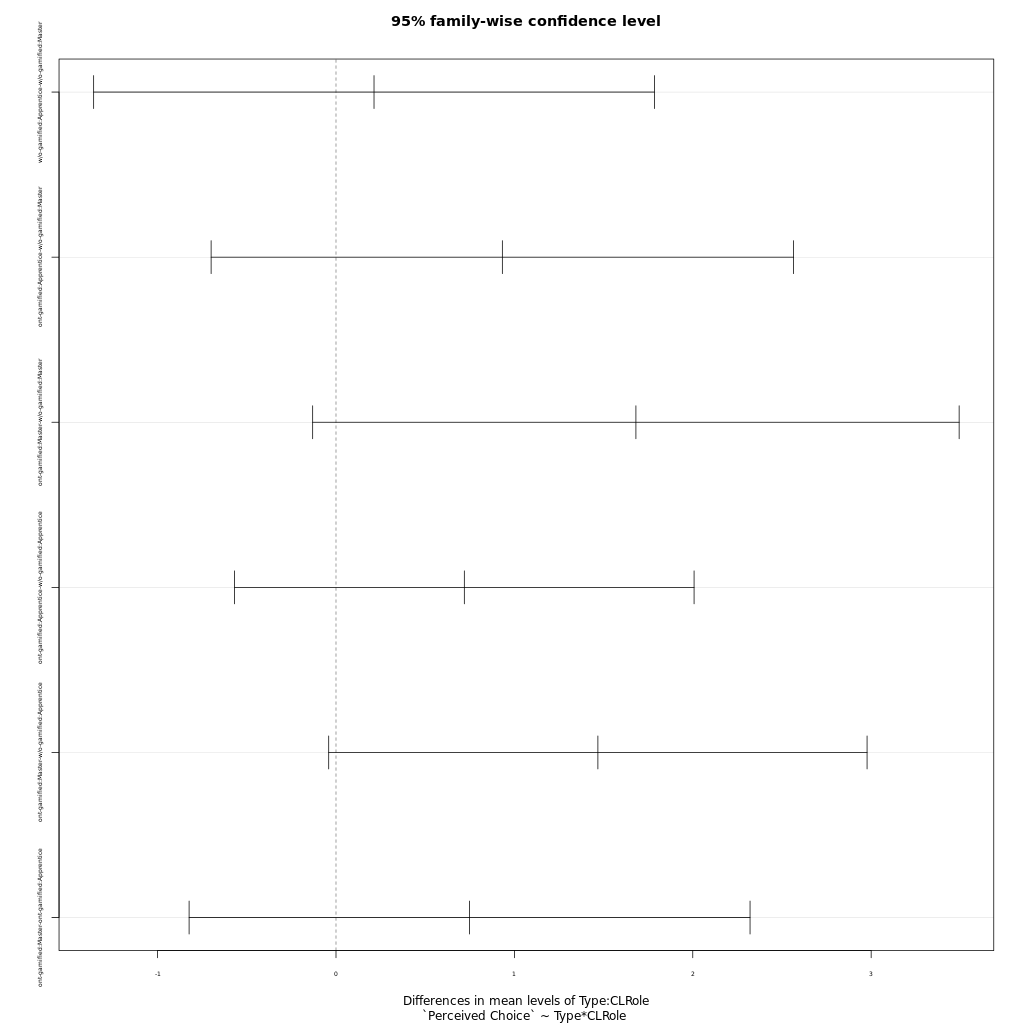 95% family-wise confidence level
w/o-gamified:Apprentice-w/o-gamified:Master
ont-gamified:Apprentice-w/o-gamified:Master
ont-gamified:Master-w/o-gamified:Master
ont-gamified:Apprentice-w/o-gamified:Apprentice
ont-gamified:Master-w/o-gamified:Apprentice
ont-gamified:Master-ont-gamified:Apprentice
-1 0 1 2 3
Differences in mean levels of Type:CLRole
`Perceived Choice` ~ Type*CLRole